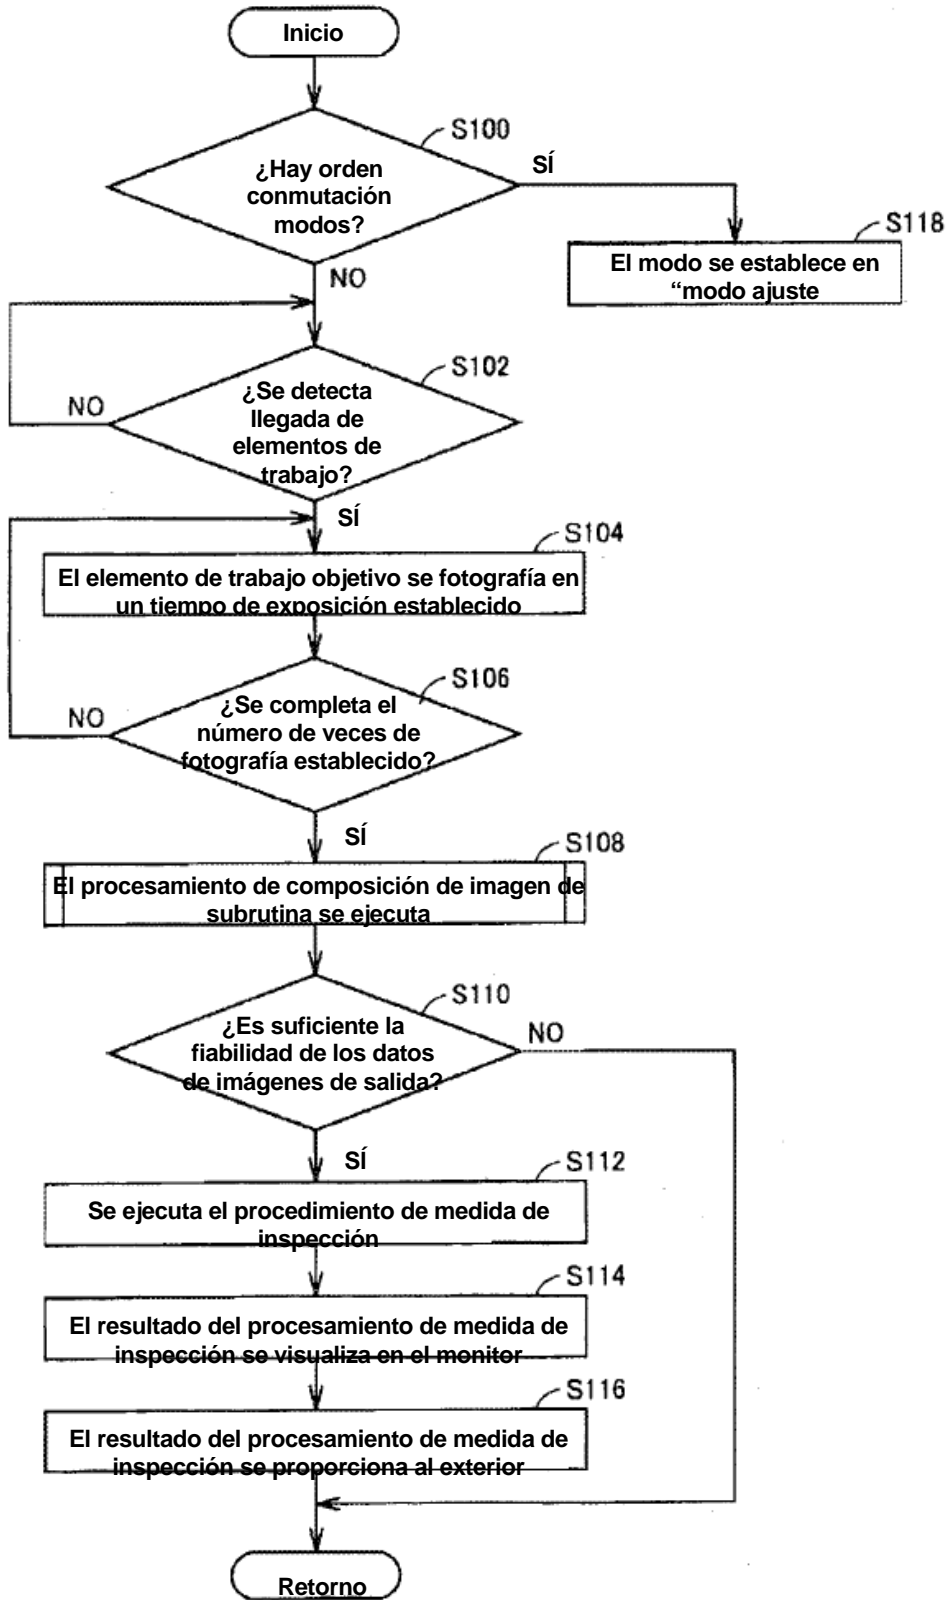 Inicio
S100
¿Hay orden
conmutación
modos?
SÍ
S118
El modo se establece en
“modo ajuste
NO
S102
¿Se detecta
llegada de
elementos de
trabajo?
NO
SÍ
S104
El elemento de trabajo objetivo se fotografía en
un tiempo de exposición establecido
S106
¿Se completa el
número de veces de
fotografía establecido?
NO
SÍ
S108
El procesamiento de composición de imagen de
subrutina se ejecuta
S110
¿Es suficiente la
fiabilidad de los datos
de imágenes de salida?
NO
SÍ
S112
Se ejecuta el procedimiento de medida de
inspección
S114
El resultado del procesamiento de medida de
inspección se visualiza en el monitor
S116
El resultado del procesamiento de medida de
inspección se proporciona al exterior
Retorno